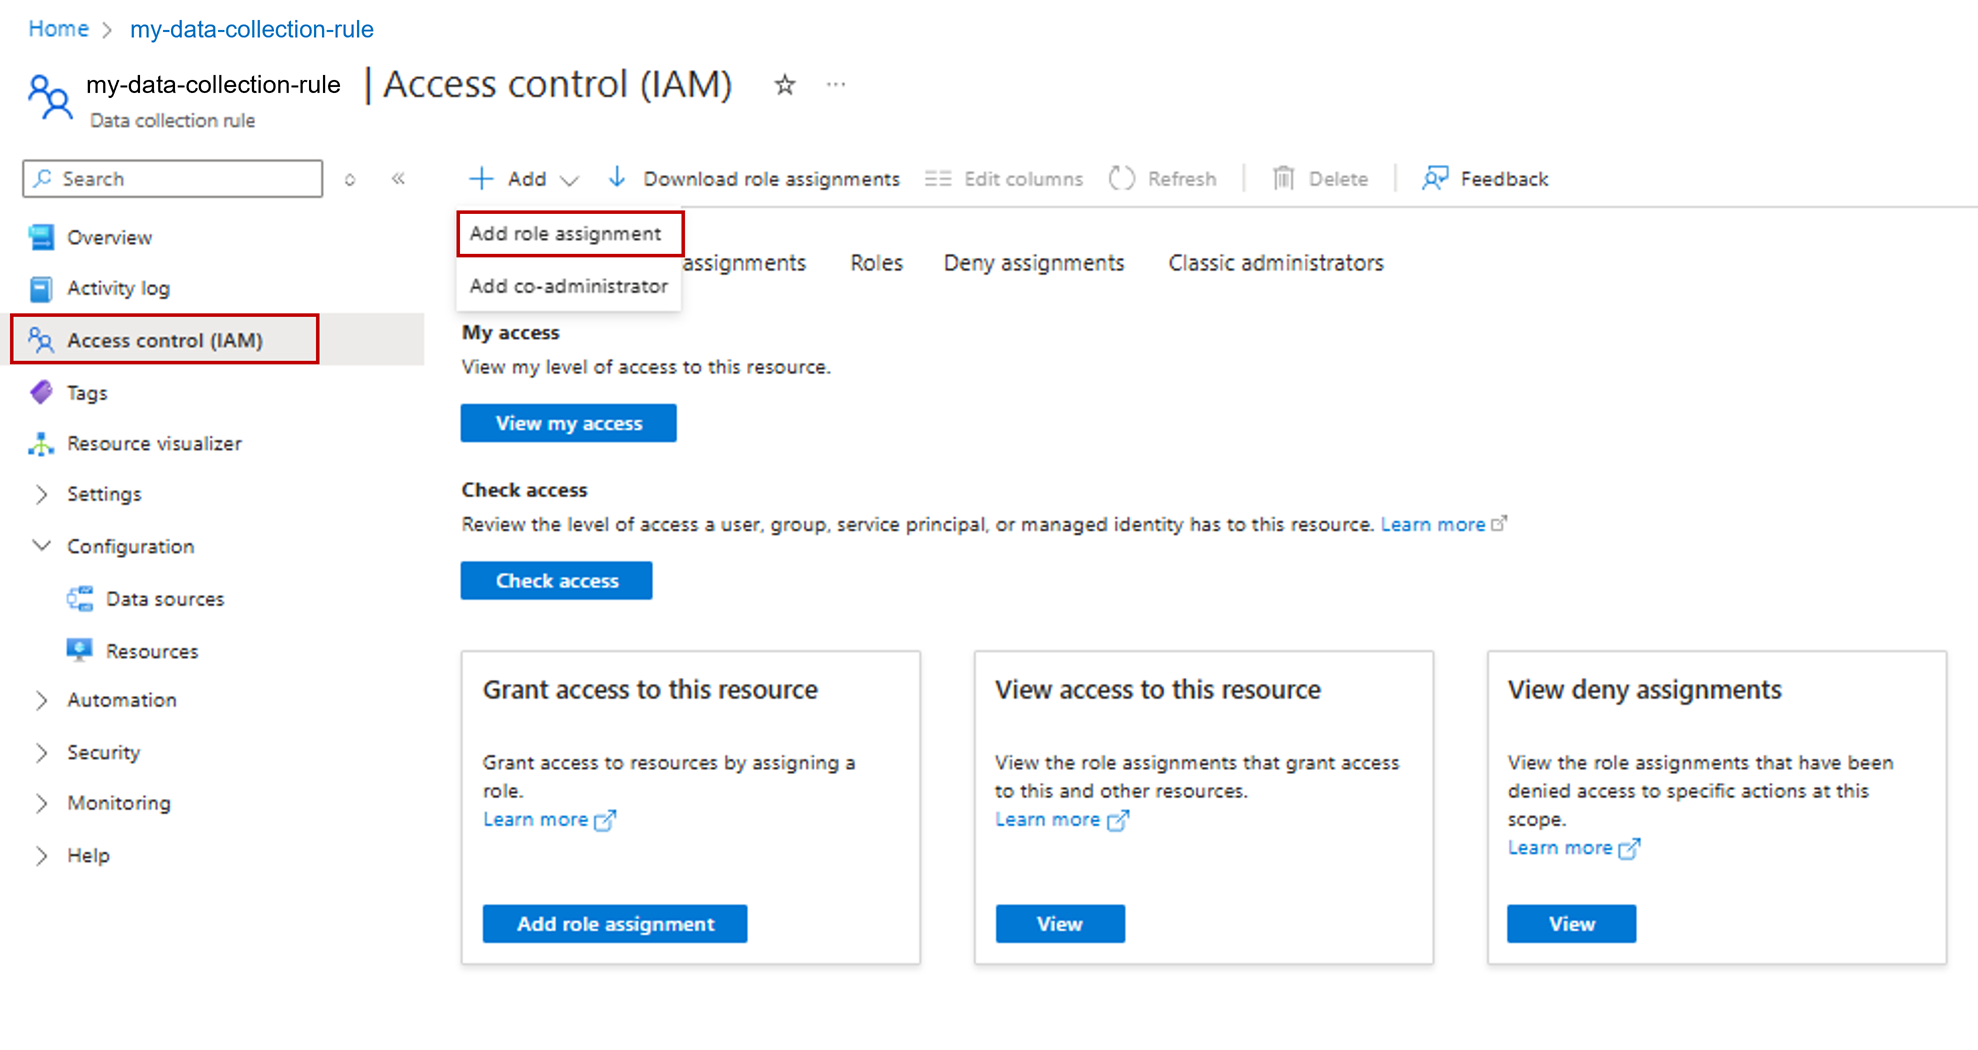 Home > my-data-collection-rule
my-data-collection-rule | Access control (IAM) ☆ ···
Data collection rule
Search
Overview
Activity log
Access control (IAM)
Tags
Resource visualizer
Settings
Configuration
Data sources
Resources
Automation
Security
Monitoring
Help
Add Download role assignments Edit columns Refresh Delete Feedback
Add role assignment
Add co-administrator
assignments Roles Deny assignments Classic administrators
My access
View my level of access to this resource.
View my access
Check access
Review the level of access a user, group, service principal, or managed identity has to this resource. Learn more
Check access
Grant access to this resource
Grant access to resources by assigning a
role.
Learn more
Add role assignment
View access to this resource
View the role assignments that grant access
to this and other resources.
Learn more
View
View deny assignments
View the role assignments that have been
denied access to specific actions at this
scope.
Learn more
View